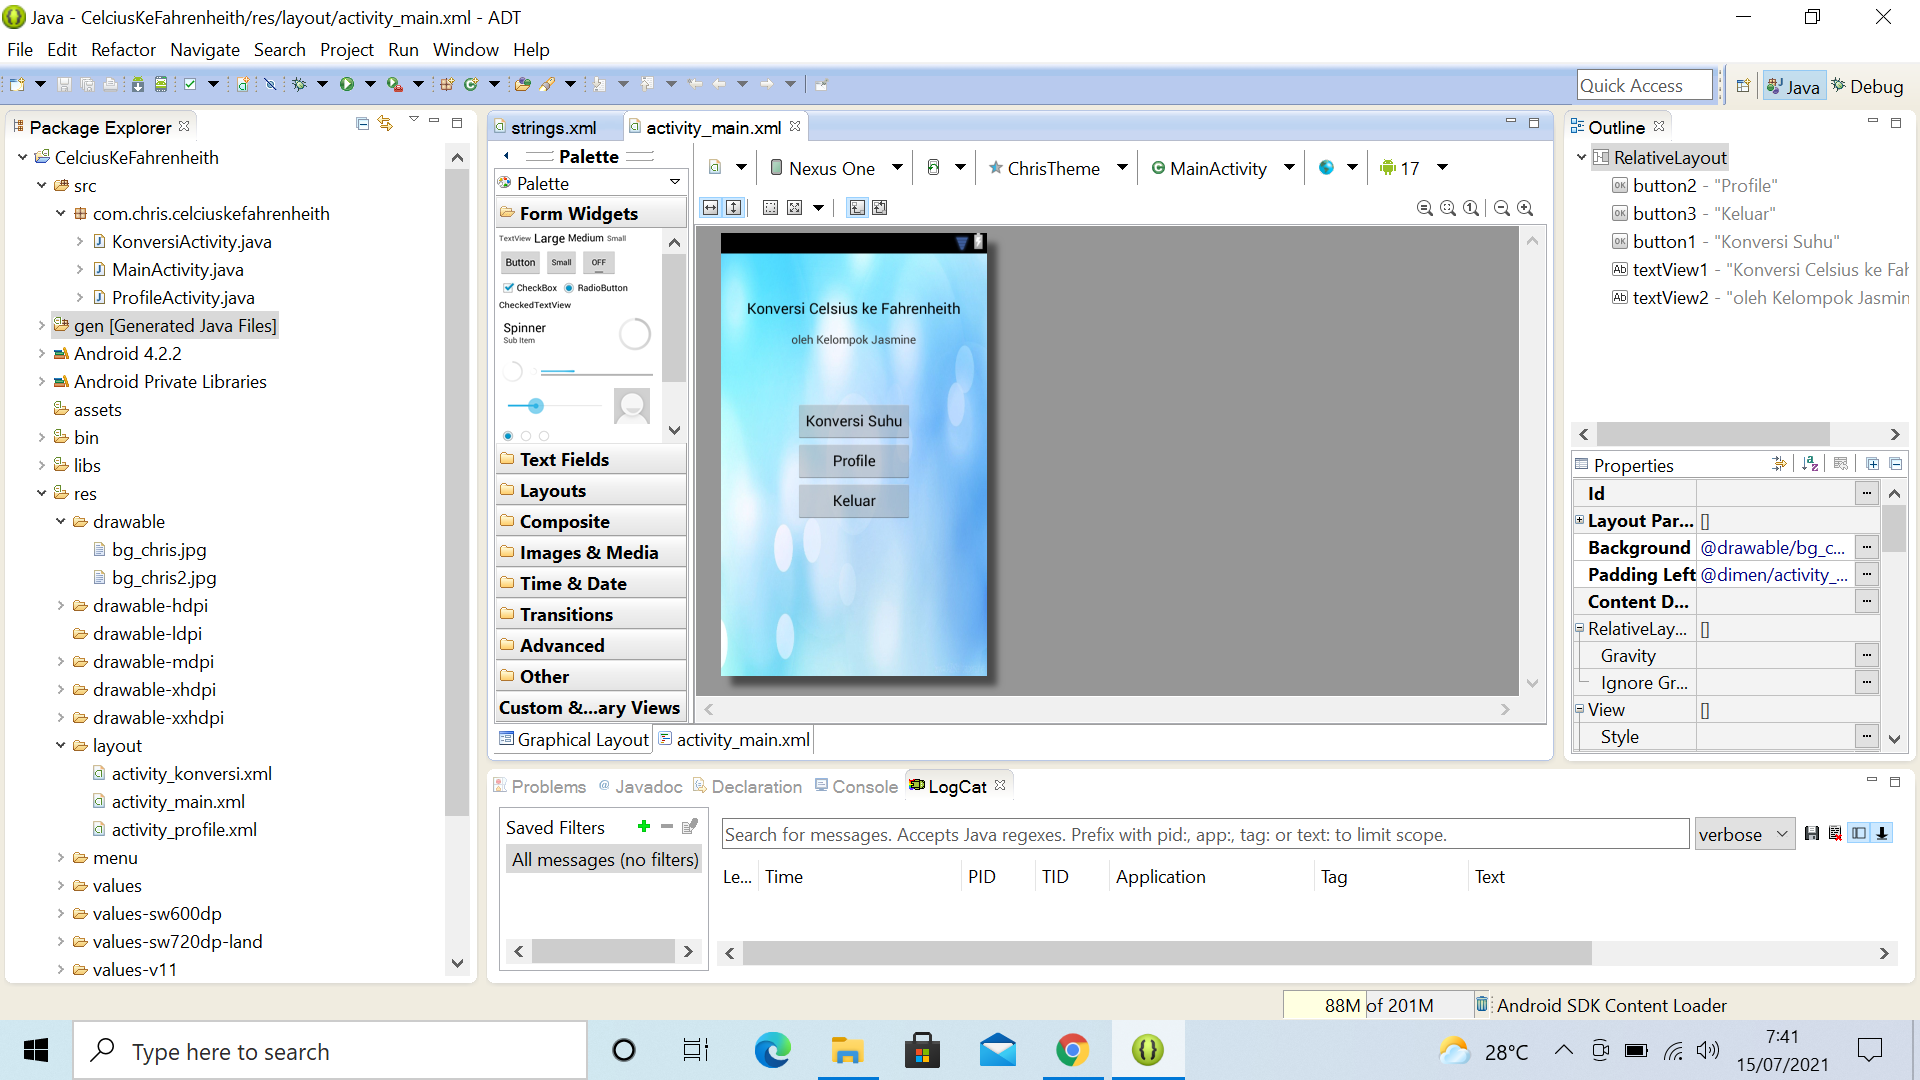 Java - CelciusKeFahrenheith/res/layout/activity_main.xml - ADT
File Edit Refactor Navigate Search Project Run Window Help
Quick Access
Java
Debug
Package Explorer
CelciusKeFahrenheith
src
com.chris.celciuskefahrenheith
KonversiActivity.java
MainActivity.java
ProfileActivity.java
gen [Generated Java Files]
Android 4.2.2
Android Private Libraries
assets
bin
libs
res
drawable
bg_chris.jpg
bg_chris2.jpg
drawable-hdpi
drawable-ldpi
drawable-mdpi
drawable-xhdpi
drawable-xxhdpi
layout
activity_konversi.xml
activity_main.xml
activity_profile.xml
menu
values
values-sw600dp
values-sw720dp-land
values-v11
strings.xml
activity_main.xml
Palette
Palette
Form Widgets
TextView Large Medium Small
Button Small OFF
CheckBox RadioButton
CheckedTextView
Spinner
Sub Item
Text Fields
Layouts
Composite
Images & Media
Time & Date
Transitions
Advanced
Other
Custom &...ary Views
Nexus One
ChrisTheme
MainActivity
17
Konversi Celsius ke Fahrenheith
oleh Kelompok Jasmine
Konversi Suhu
Profile
Keluar
Graphical Layout
activity_main.xml
Outline
RelativeLayout
button2 - "Profile"
button3 - "Keluar"
button1 - "Konversi Suhu"
Ab textView1 - "Konversi Celsius ke Fah
Ab textView2 - "oleh Kelompok Jasmin
Properties
Id
Layout Par... []
Background @drawable/bg_c...
Padding Left @dimen/activity_...
Content D...
RelativeLay... []
Gravity
Ignore Gr...
View []
Style
Problems
@ Javadoc
Declaration
Console
LogCat
Saved Filters
All messages (no filters)
Search for messages. Accepts Java regexes. Prefix with pid:, app:, tag: or text: to limit scope.
verbose
Le... Time PID TID Application Tag Text
88M of 201M
Android SDK Content Loader
Type here to search
28°C
7:41
15/07/2021